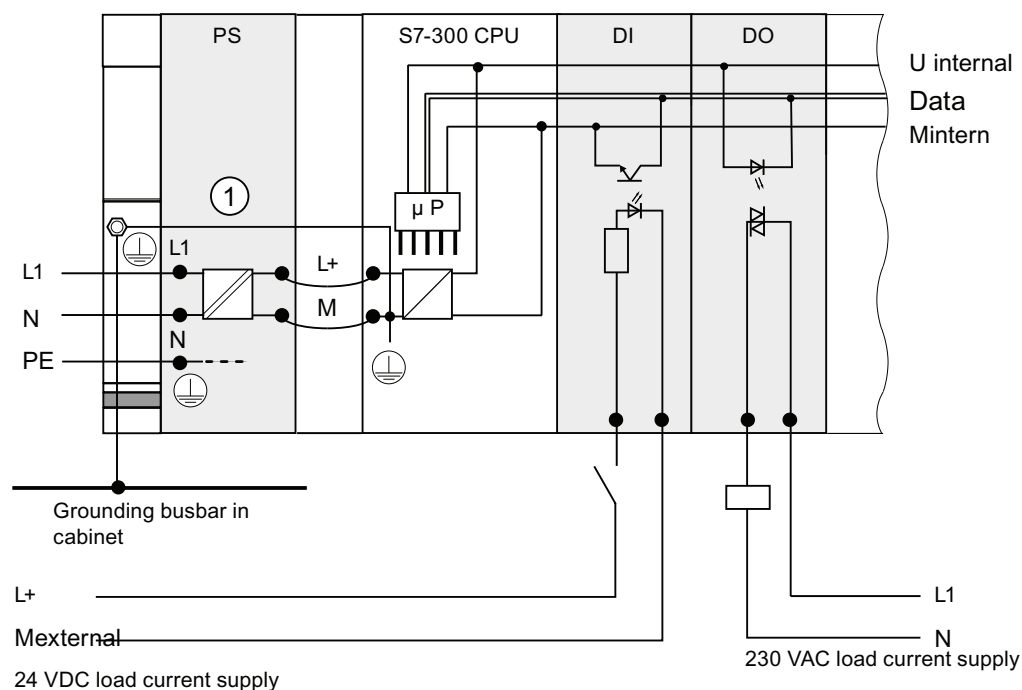 PS
S7-300 CPU
DI
DO
U internal
Data
Mintern
1
µ P
L1
L1
L+
N
M
N
PE
Grounding busbar in
cabinet
L+
L1
Mexternal
N
230 VAC load current supply
24 VDC load current supply